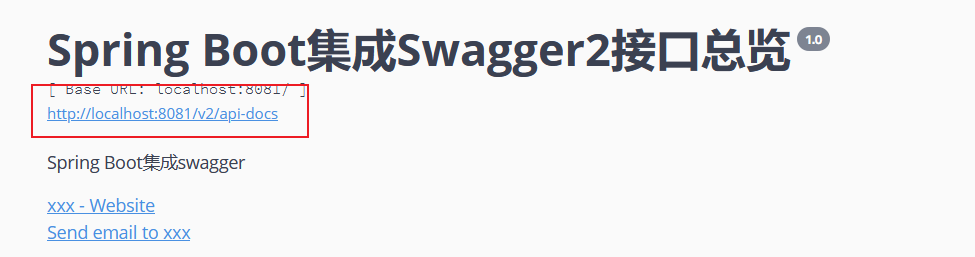 Spring Boot集成Swagger2接口总览 1.0
[ Base URL: localhost:8081/ ]
http://localhost:8081/v2/api-docs
Spring Boot集成swagger
xxx - Website
Send email to xxx